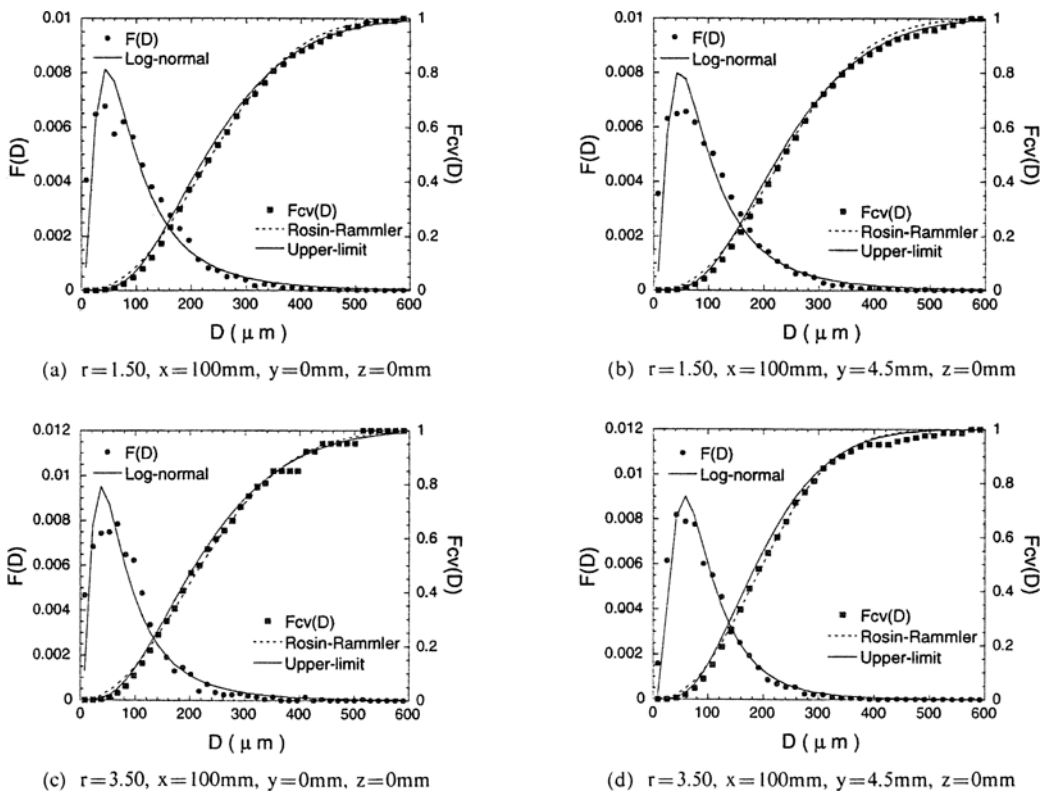 0.01
0.008
0.006
0.004
0.002
0
F(D)
F(D)
Log-normal
Fcv(D)
Rosin-Rammler
Upper-limit
1
0.8
0.6
0.4
0.2
0
Fcv(D)
0 100 200 300 400 500 600
D ( μ m )
(a) r=1.50, x=100mm, y=0mm, z=0mm
0.01
0.008
0.006
0.004
0.002
0
F(D)
F(D)
Log-normal
Fcv(D)
Rosin-Rammler
Upper-limit
1
0.8
0.6
0.4
0.2
0
Fcv(D)
0 100 200 300 400 500 600
D ( μ m )
(b) r=1.50, x=100mm, y=4.5mm, z=0mm
0.012
0.01
0.008
0.006
0.004
0.002
0
F(D)
F(D)
Log-normal
Fcv(D)
Rosin-Rammler
Upper-limit
1
0.8
0.6
0.4
0.2
0
Fcv(D)
0 100 200 300 400 500 600
D ( μ m )
(c) r=3.50, x=100mm, y=0mm, z=0mm
0.012
0.01
0.008
0.006
0.004
0.002
0
F(D)
F(D)
Log-normal
Fcv(D)
Rosin-Rammler
Upper-limit
1
0.8
0.6
0.4
0.2
0
Fcv(D)
0 100 200 300 400 500 600
D ( μ m )
(d) r=3.50, x=100mm, y=4.5mm, z=0mm